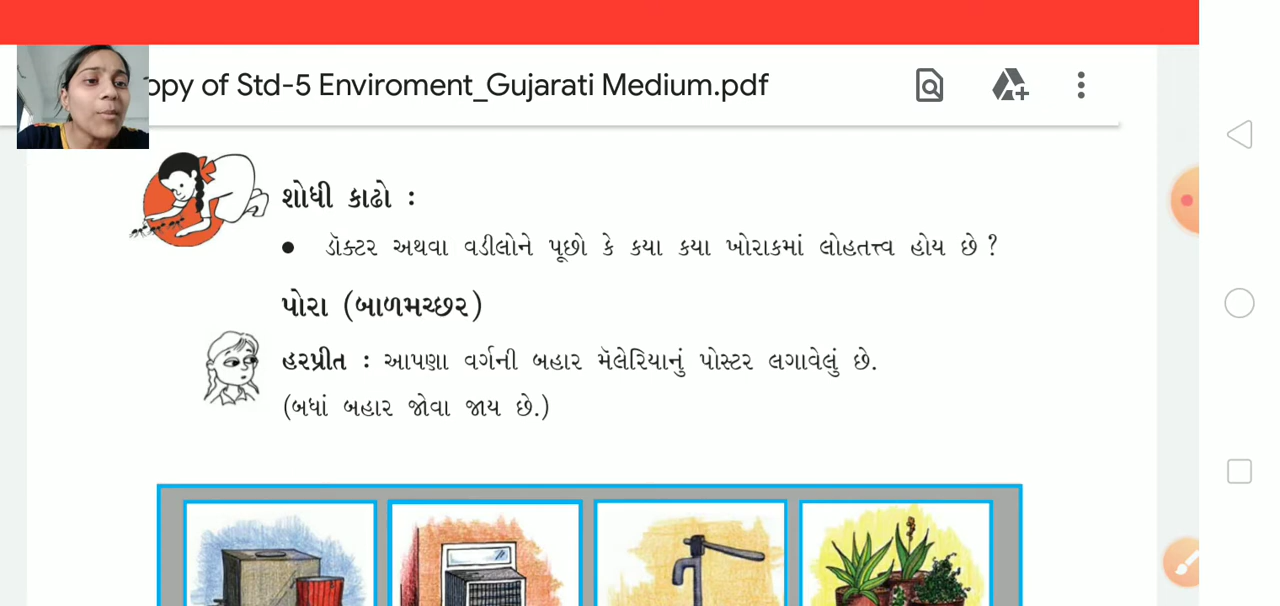 opy of Std-5 Enviroment_Gujarati Medium.pdf
શોધી કાઢો :
● ડૉક્ટર અથવા વડીલોને પૂછો કે કયા કયા ખોરાકમાં લોહતત્ત્વ હોય છે ?
પોરા (બાળમચ્છર)
હરપ્રીત : આપણા વર્ગની બહાર મૅલેરિયાનું પોસ્ટર લગાવેલું છે.
(બધાં બહાર જોવા જાય છે.)